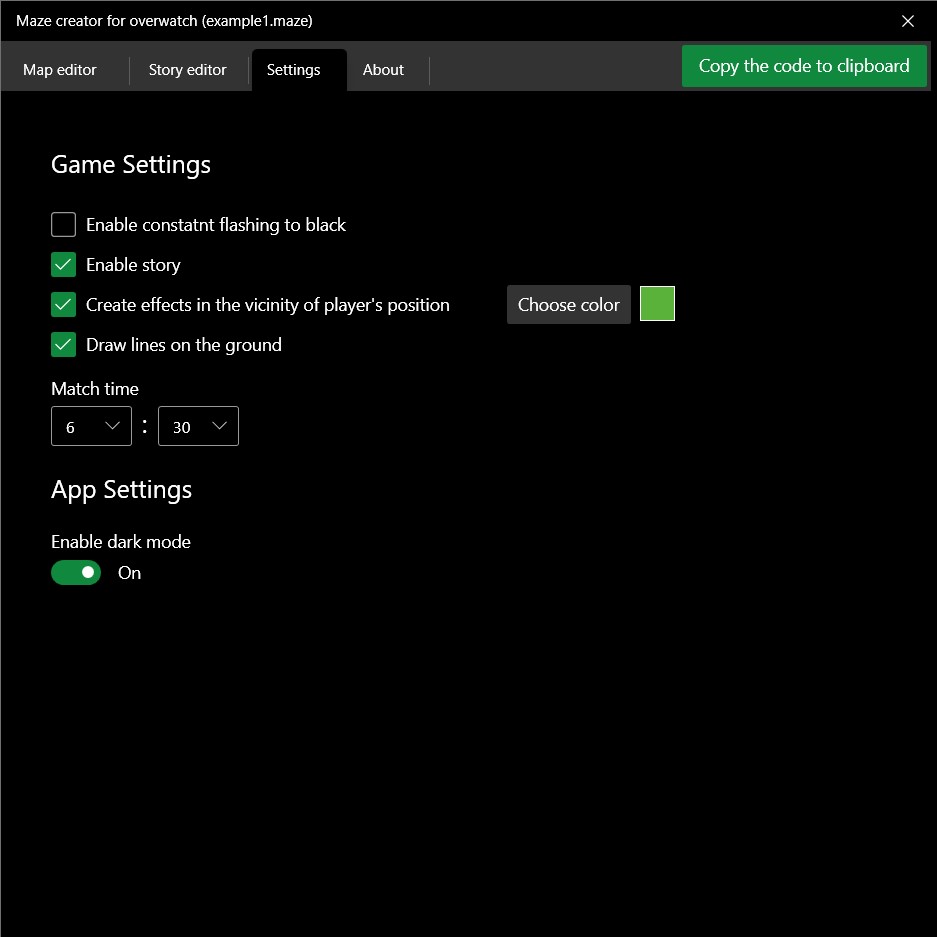 Maze creator for overwatch (example1.maze)
Map editor Story editor Settings About Copy the code to clipboard
Game Settings
Enable constatnt flashing to black
Enable story
Create effects in the vicinity of player's position Choose color
Draw lines on the ground
Match time
6 : 30
App Settings
Enable dark mode
On